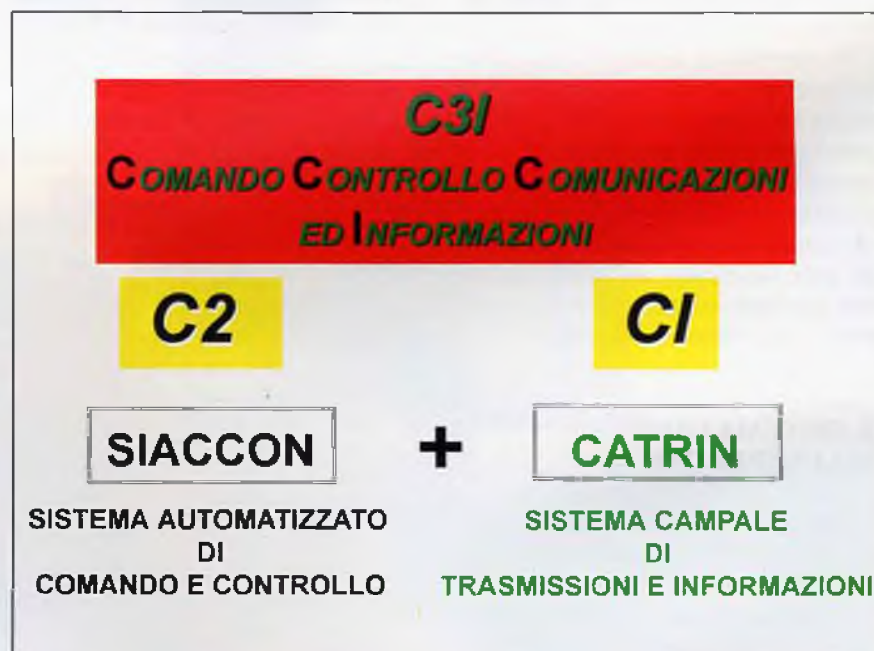 C3I
COMANDO CONTROLLO COMUNICAZIONI
ED INFORMAZIONI
C2 CI
SIACCON + CATRIN
SISTEMA AUTOMATIZZATO
DI
COMANDO E CONTROLLO
SISTEMA CAMPALE
DI
TRASMISSIONI E INFORMAZIONI